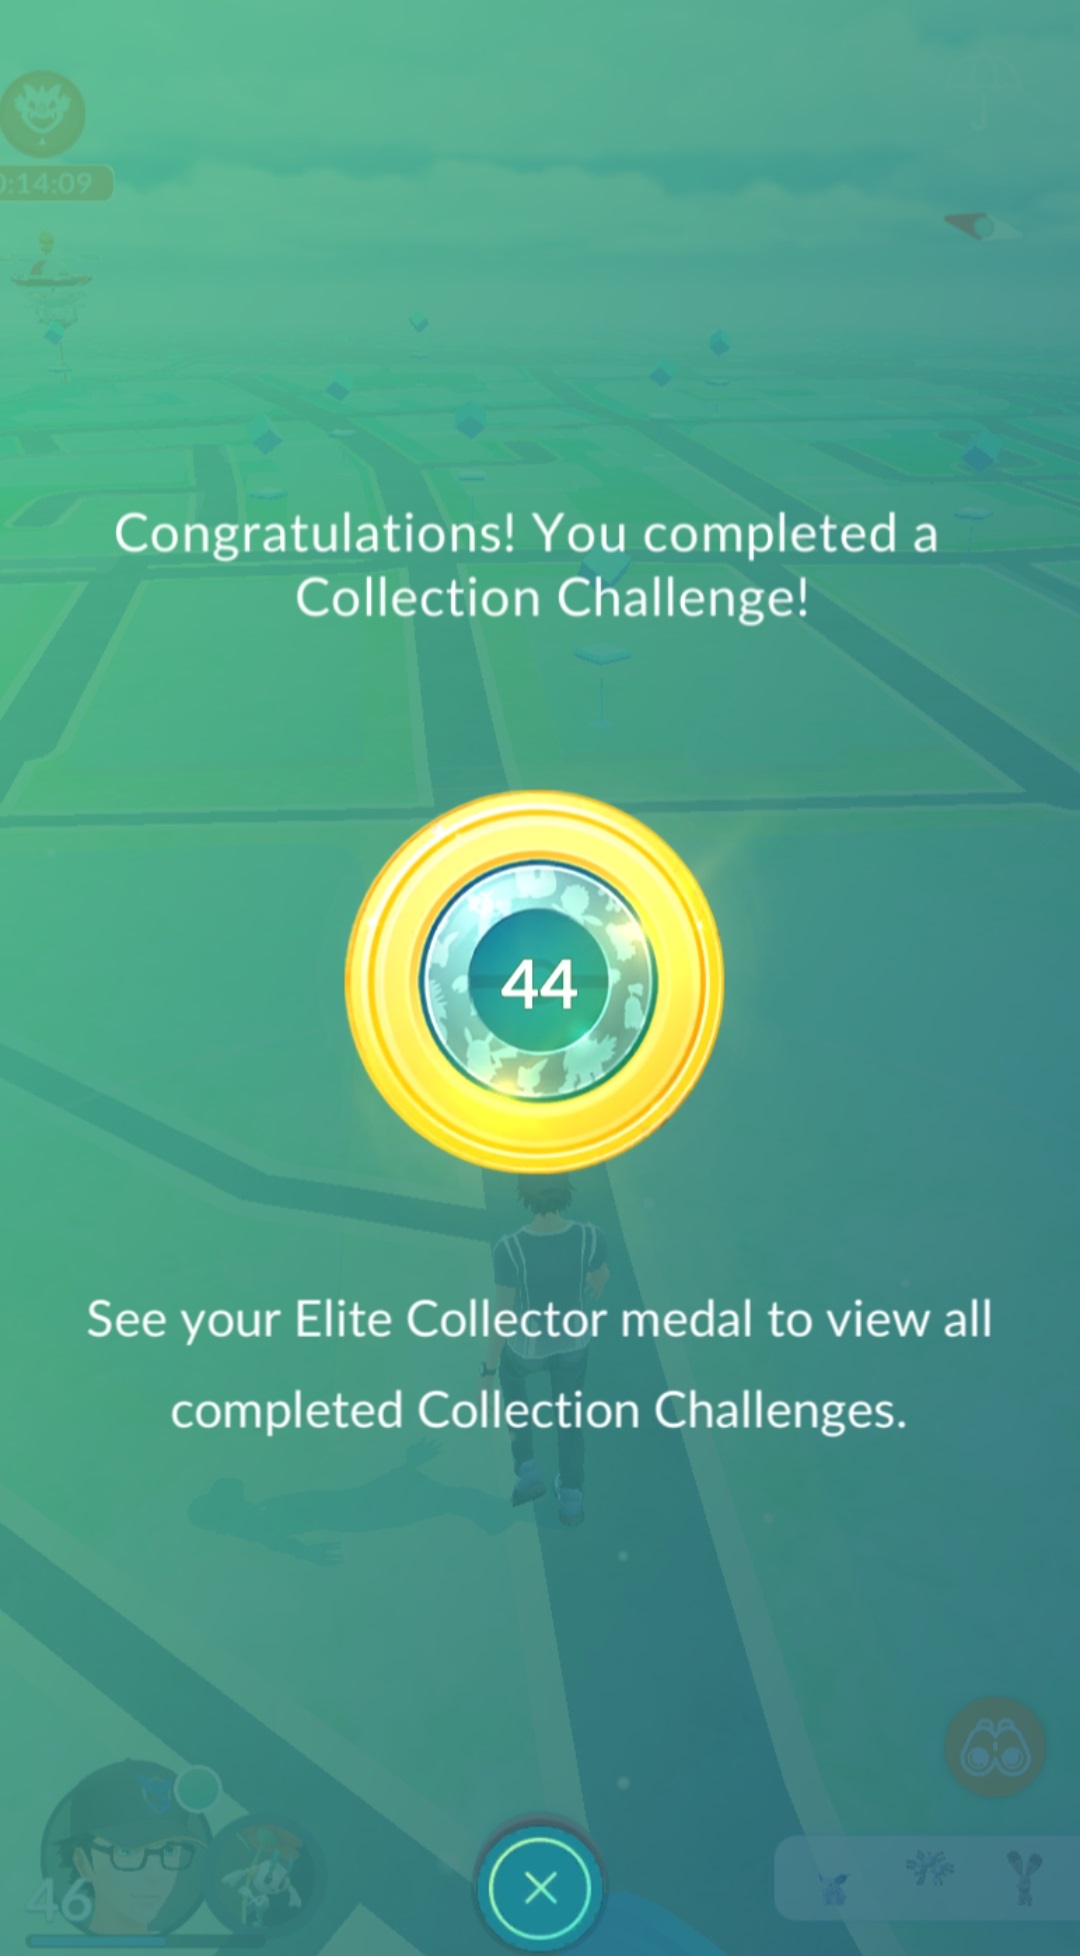 0:14:09
Congratulations! You completed a
Collection Challenge!
44
See your Elite Collector medal to view all
completed Collection Challenges.
46